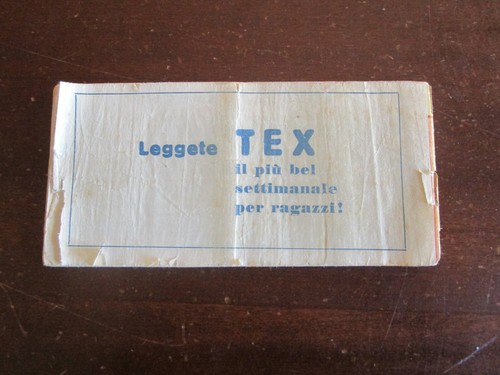 Leggete TEX
il più bel
settimanale
per ragazzi!